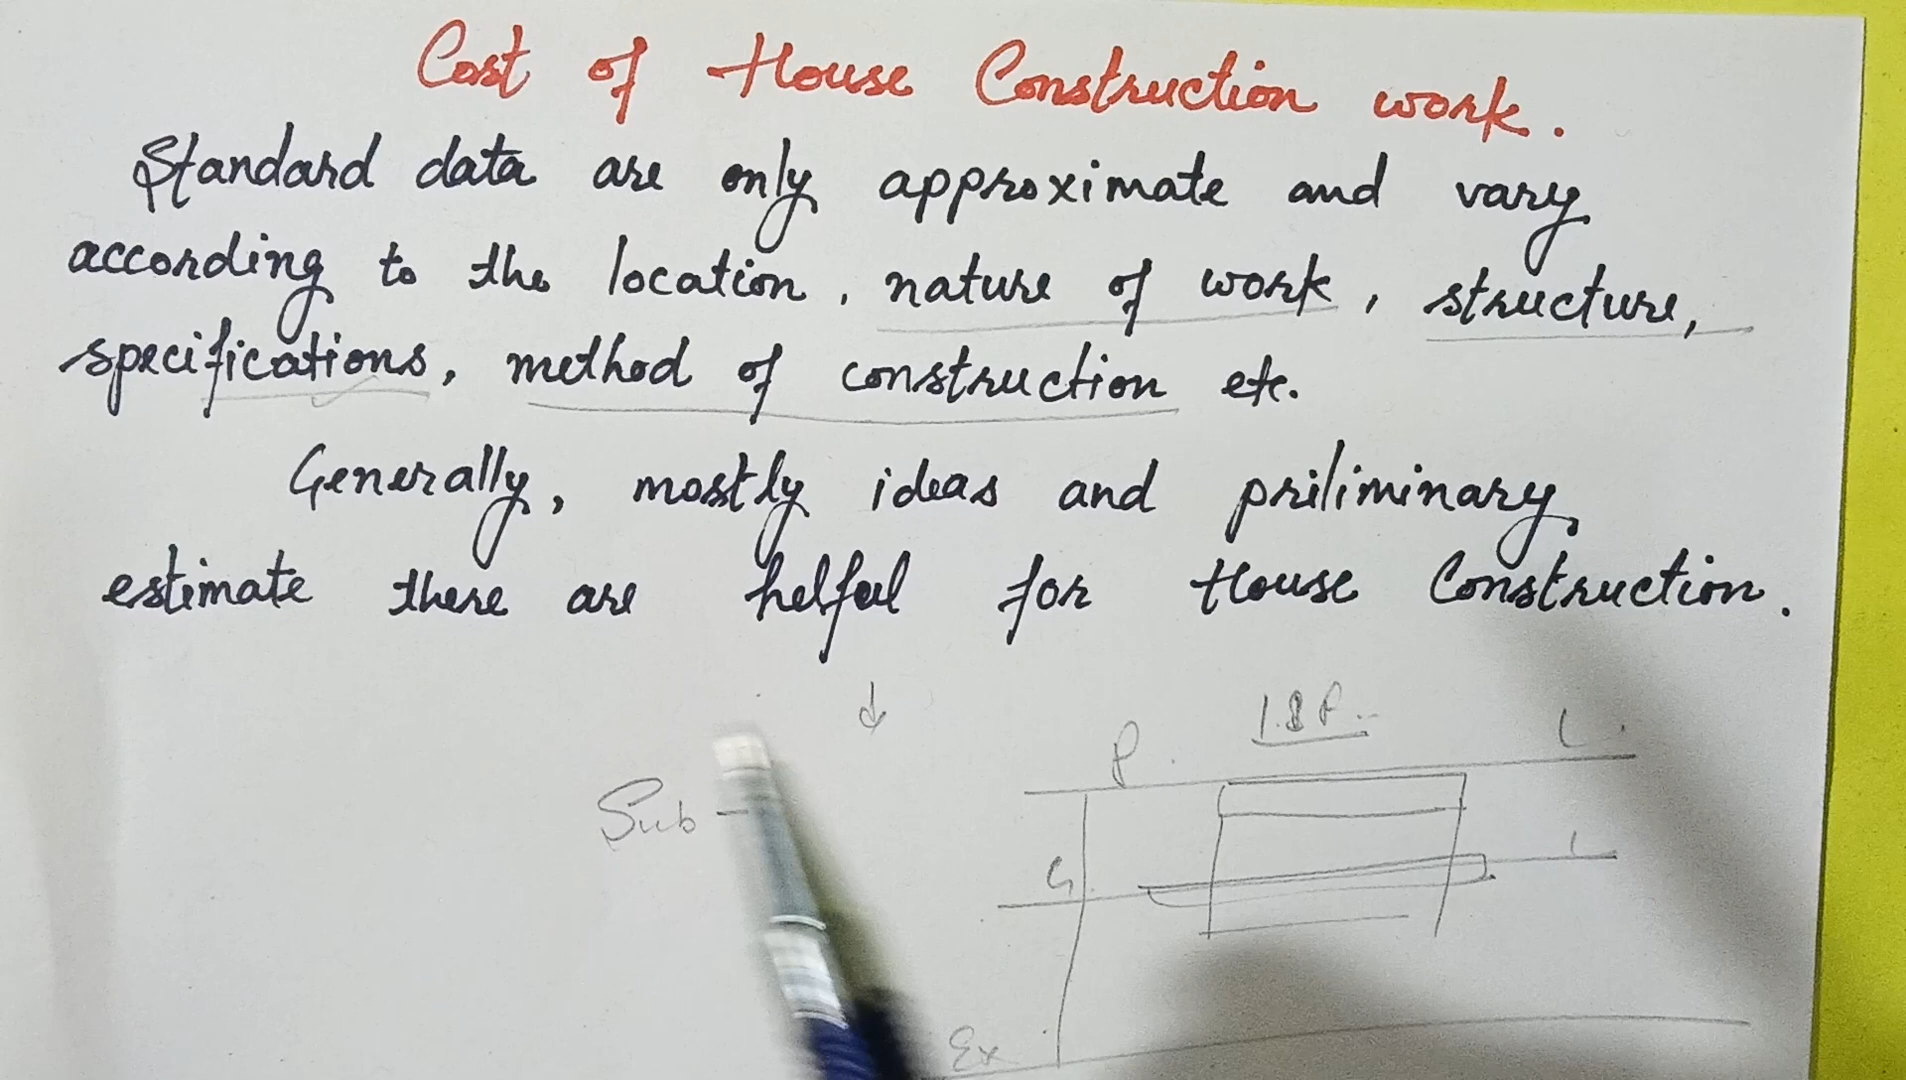 Cost of House Construction work.
Standard data are only approximate and vary
according to the location, nature of work, structure,
specifications, method of construction etc.
Generally, mostly ideas and priliminary
estimate there are helful for House Construction.
P. L.
Sub -
G. L
Ex